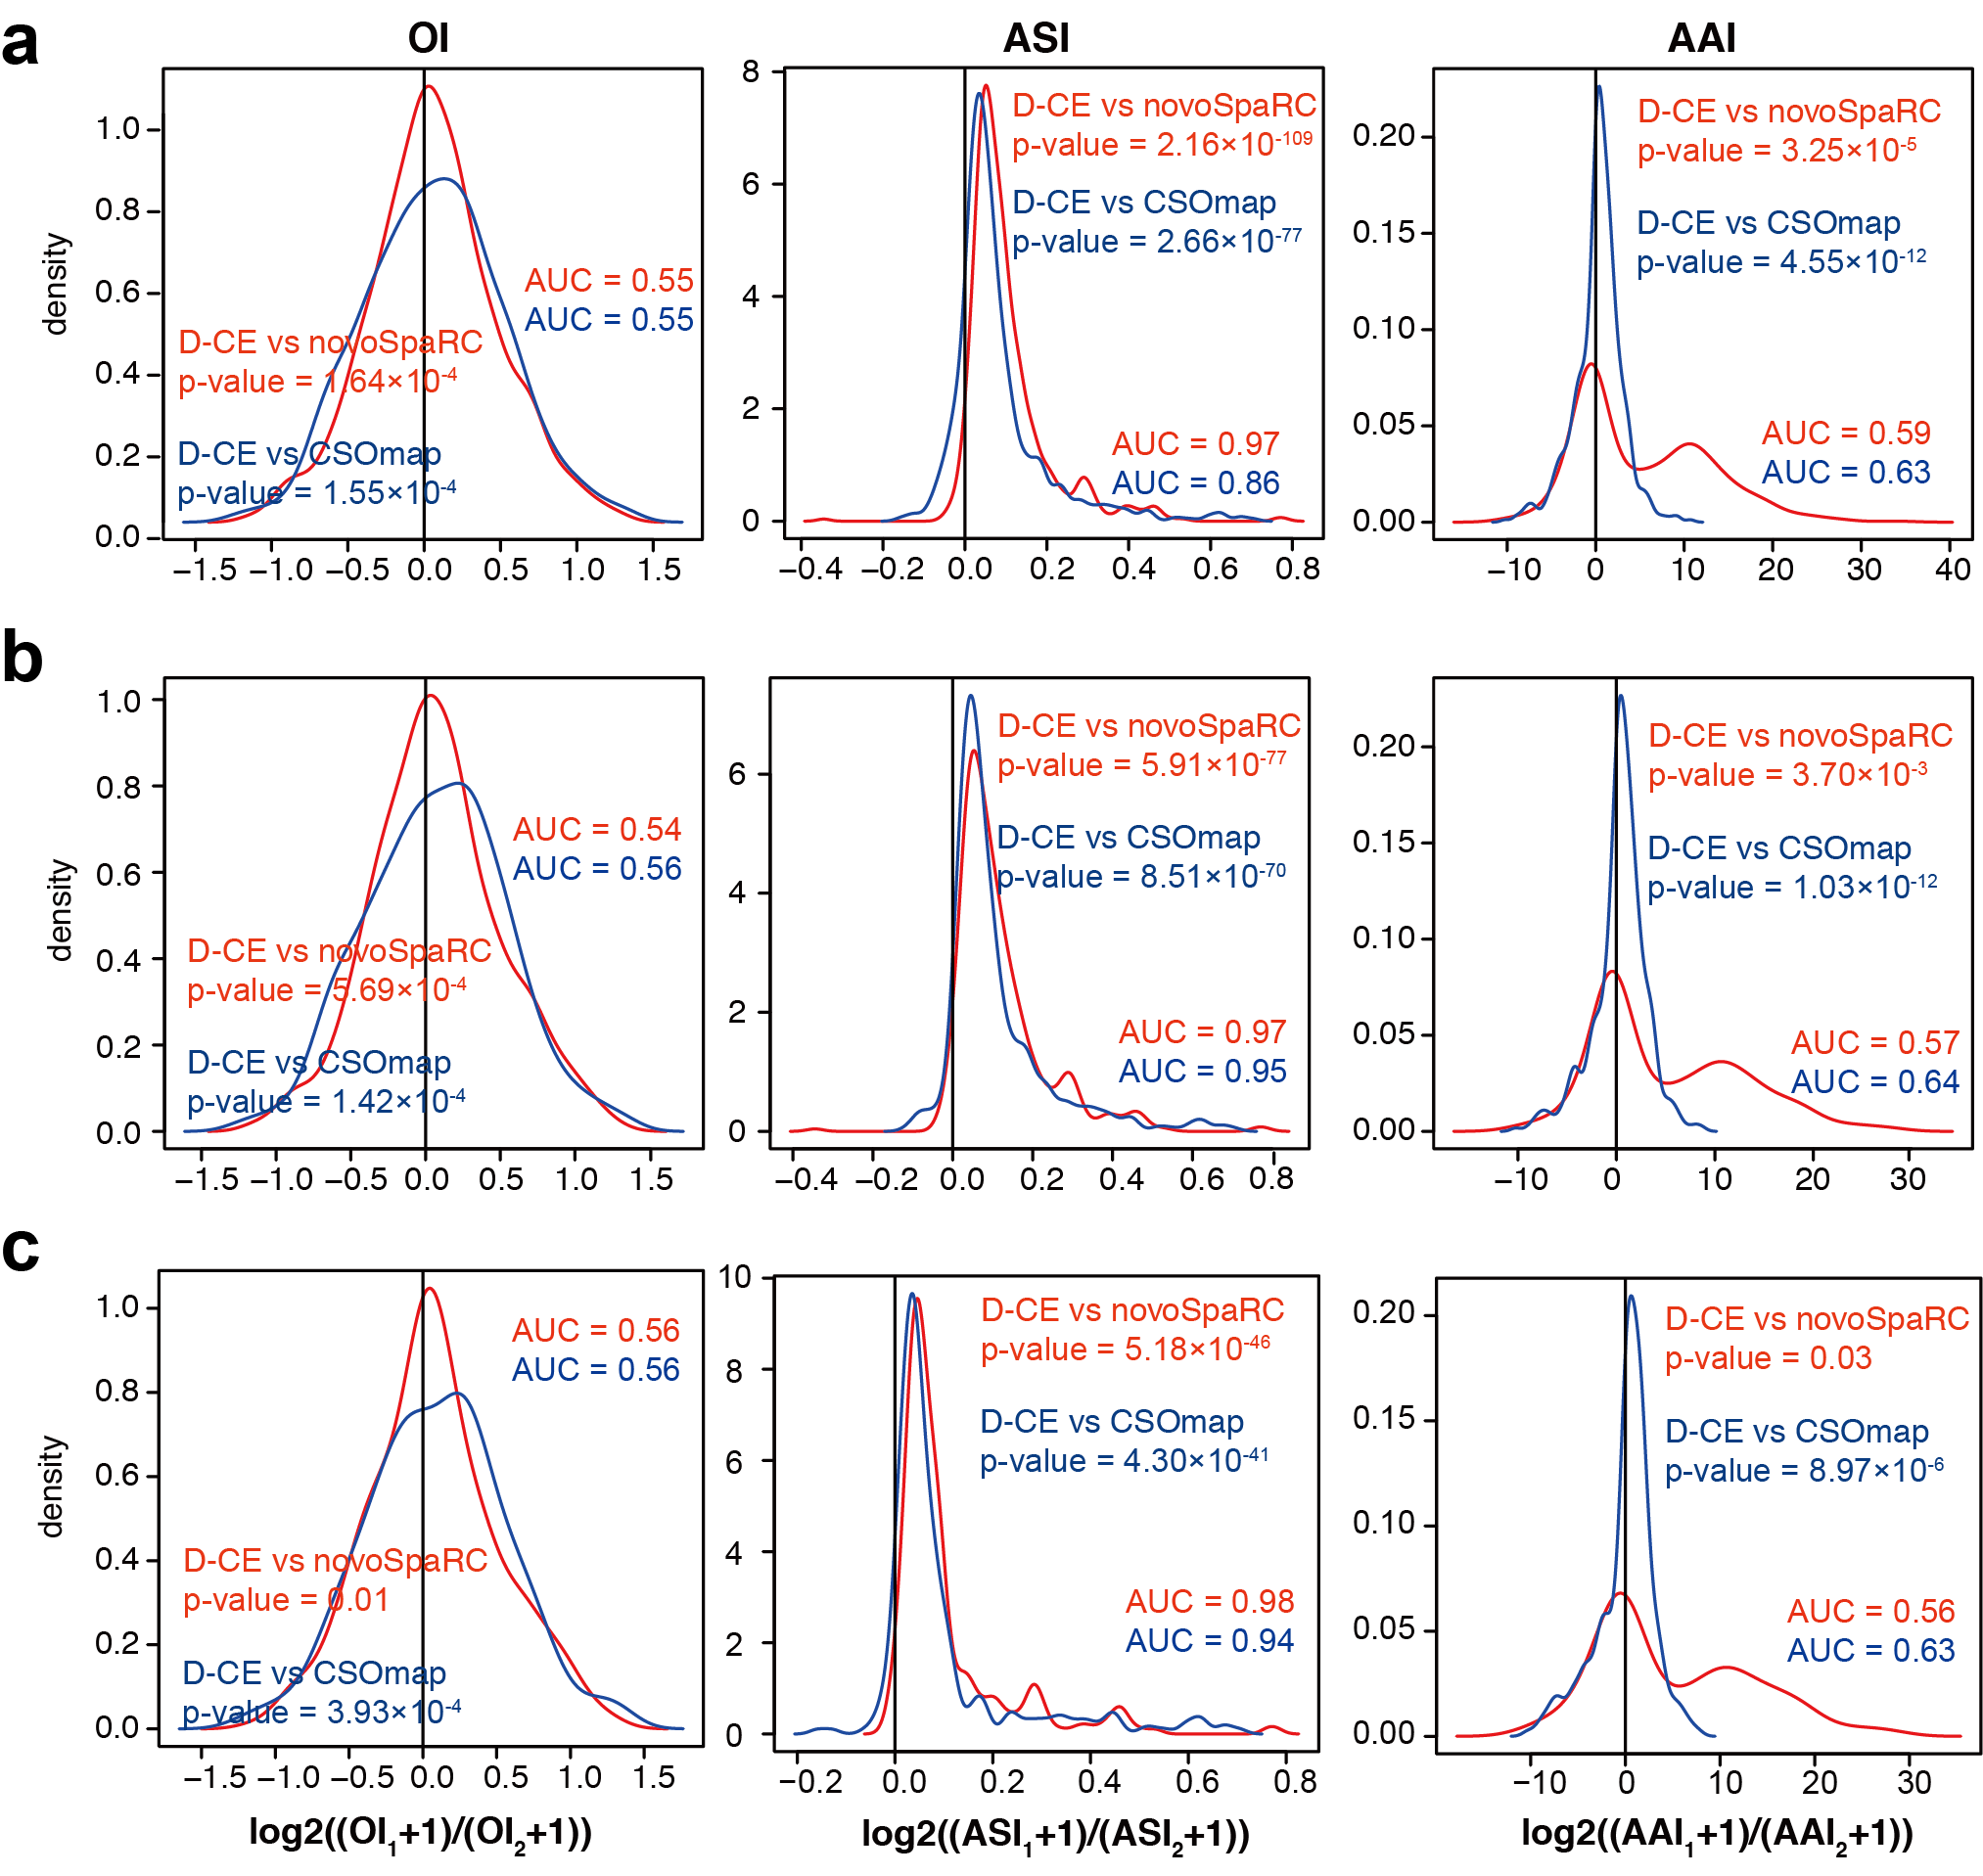 a
OI
ASI
AAI
density
1.0
0.8
0.6
0.4
0.2
0.0
−1.5 −1.0 −0.5 0.0 0.5 1.0 1.5
D-CE vs novoSpaRC
p-value = 1.64×10-4
D-CE vs CSOmap
p-value = 1.55×10-4
AUC = 0.55
AUC = 0.55
8
6
4
2
0
−0.4 −0.2 0.0 0.2 0.4 0.6 0.8
D-CE vs novoSpaRC
p-value = 2.16×10-109
D-CE vs CSOmap
p-value = 2.66×10-77
AUC = 0.97
AUC = 0.86
0.20
0.15
0.10
0.05
0.00
−10 0 10 20 30 40
D-CE vs novoSpaRC
p-value = 3.25×10-5
D-CE vs CSOmap
p-value = 4.55×10-12
AUC = 0.59
AUC = 0.63
b
density
1.0
0.8
0.6
0.4
0.2
0.0
−1.5 −1.0 −0.5 0.0 0.5 1.0 1.5
AUC = 0.54
AUC = 0.56
D-CE vs novoSpaRC
p-value = 5.69×10-4
D-CE vs CSOmap
p-value = 1.42×10-4
6
4
2
0
−0.4 −0.2 0.0 0.2 0.4 0.6 0.8
D-CE vs novoSpaRC
p-value = 5.91×10-77
D-CE vs CSOmap
p-value = 8.51×10-70
AUC = 0.97
AUC = 0.95
0.20
0.15
0.10
0.05
0.00
−10 0 10 20 30
D-CE vs novoSpaRC
p-value = 3.70×10-3
D-CE vs CSOmap
p-value = 1.03×10-12
AUC = 0.57
AUC = 0.64
c
density
1.0
0.8
0.6
0.4
0.2
0.0
−1.5 −1.0 −0.5 0.0 0.5 1.0 1.5
AUC = 0.56
AUC = 0.56
D-CE vs novoSpaRC
p-value = 0.01
D-CE vs CSOmap
p-value = 3.93×10-4
log2((OI1+1)/(OI2+1))
10
8
6
4
2
0
−0.2 0.0 0.2 0.4 0.6 0.8
D-CE vs novoSpaRC
p-value = 5.18×10-46
D-CE vs CSOmap
p-value = 4.30×10-41
AUC = 0.98
AUC = 0.94
log2((ASI1+1)/(ASI2+1))
0.20
0.15
0.10
0.05
0.00
−10 0 10 20 30
D-CE vs novoSpaRC
p-value = 0.03
D-CE vs CSOmap
p-value = 8.97×10-6
AUC = 0.56
AUC = 0.63
log2((AAI1+1)/(AAI2+1))